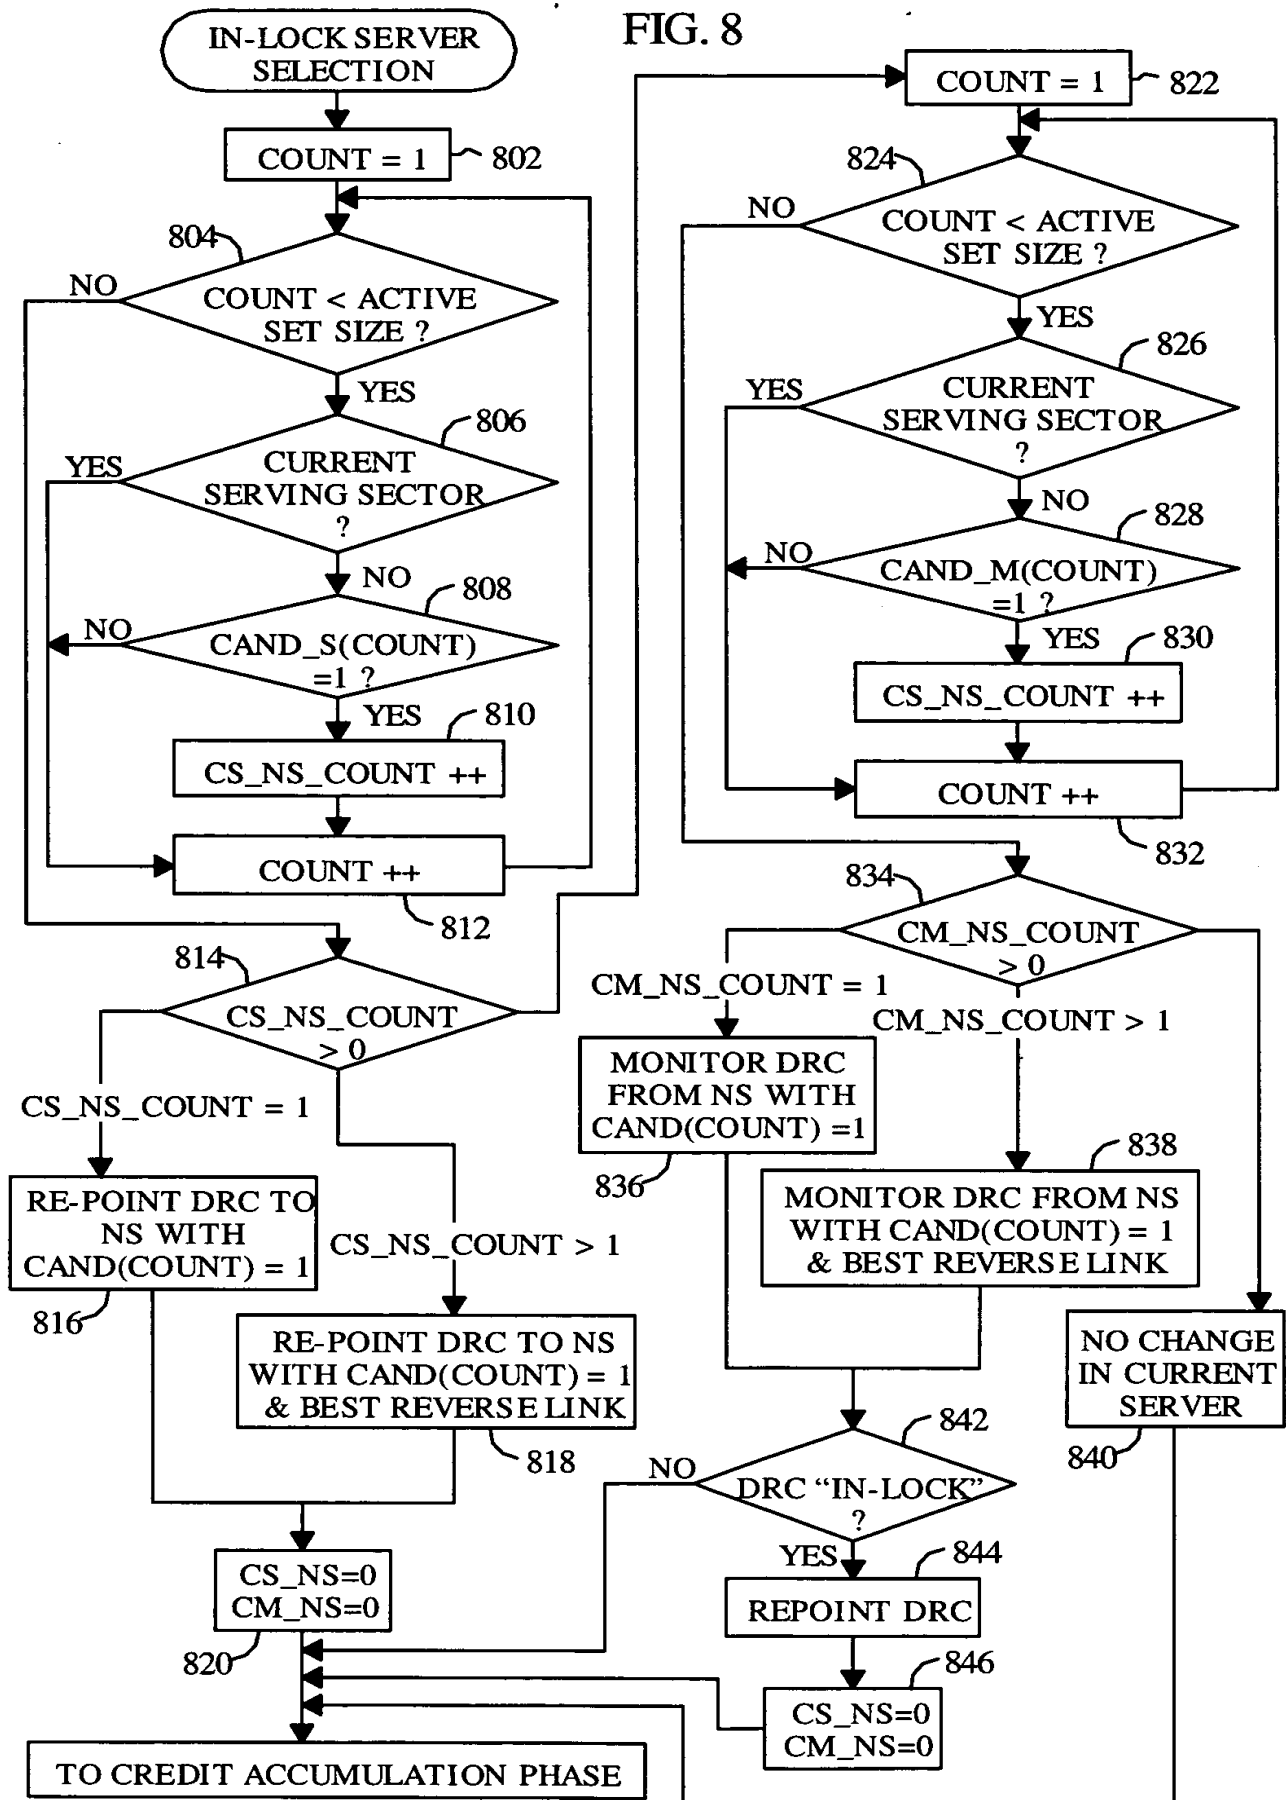 FIG. 8
IN-LOCK SERVER
SELECTION
COUNT = 1
802
804
NO
COUNT < ACTIVE
SET SIZE ?
YES
806
YES
CURRENT
SERVING SECTOR
?
NO
808
NO
CAND_S(COUNT)
=1 ?
YES
810
CS_NS_COUNT ++
COUNT ++
812
814
CS_NS_COUNT
> 0
CS_NS_COUNT = 1
RE-POINT DRC TO
NS WITH
CAND(COUNT) = 1
816
CS_NS_COUNT > 1
RE-POINT DRC TO NS
WITH CAND(COUNT) = 1
& BEST REVERSE LINK
818
CS_NS=0
CM_NS=0
820
TO CREDIT ACCUMULATION PHASE
COUNT = 1
822
824
NO
COUNT < ACTIVE
SET SIZE ?
YES
826
YES
CURRENT
SERVING SECTOR
?
NO
828
NO
CAND_M(COUNT)
=1 ?
YES
830
CS_NS_COUNT ++
COUNT ++
832
834
CM_NS_COUNT
> 0
CM_NS_COUNT = 1
CM_NS_COUNT > 1
MONITOR DRC
FROM NS WITH
CAND(COUNT) =1
836
838
MONITOR DRC FROM NS
WITH CAND(COUNT) = 1
& BEST REVERSE LINK
NO CHANGE
IN CURRENT
SERVER
840
842
NO
DRC “IN-LOCK”
?
YES
844
REPOINT DRC
846
CS_NS=0
CM_NS=0